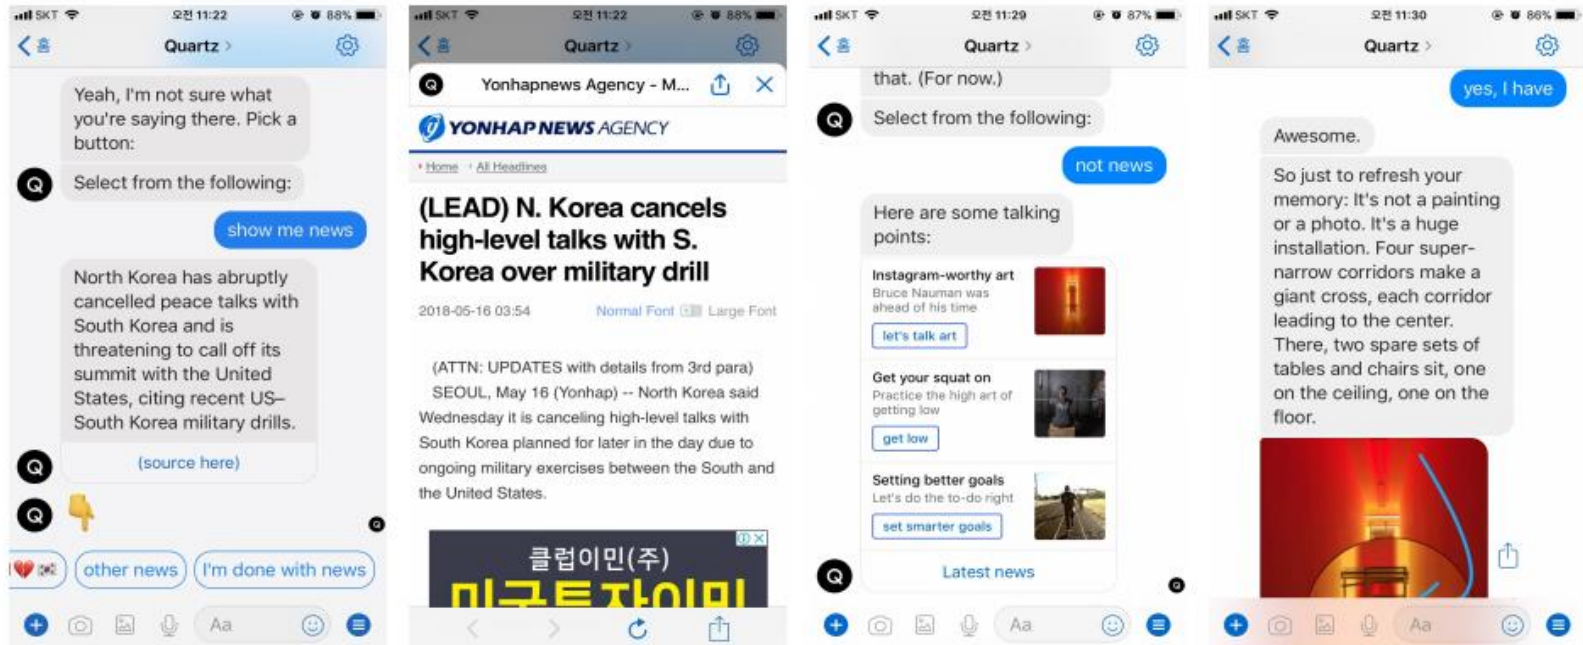 SKT 오전 11:22 88%
홈 Quartz
Yeah, I'm not sure what
you're saying there. Pick a
button:
Q
Select from the following:
show me news
North Korea has abruptly
cancelled peace talks with
South Korea and is
threatening to call off its
summit with the United
States, citing recent US–
South Korea military drills.
(source here)
Q
Q
Q
other news
I'm done with news
Aa
SKT 오전 11:22 88%
홈 Quartz
Q Yonhapnews Agency - M...
YONHAP NEWS AGENCY
Home All Headlines
(LEAD) N. Korea cancels
high-level talks with S.
Korea over military drill
2018-05-16 03:54 Normal Font Large Font
(ATTN: UPDATES with details from 3rd para)
SEOUL, May 16 (Yonhap) -- North Korea said
Wednesday it is canceling high-level talks with
South Korea planned for later in the day due to
ongoing military exercises between the South and
the United States.
클럽이민(주)
미국투자이민
SKT 오전 11:29 87%
홈 Quartz
that. (For now.)
Q Select from the following:
not news
Here are some talking
points:
Instagram-worthy art
Bruce Nauman was
ahead of his time
let's talk art
Get your squat on
Practice the high art of
getting low
get low
Setting better goals
Let's do the to-do right
set smarter goals
Latest news
Q
Q
Aa
SKT 오전 11:30 86%
홈 Quartz
yes, I have
Awesome.
So just to refresh your
memory: It's not a painting
or a photo. It's a huge
installation. Four super-
narrow corridors make a
giant cross, each corridor
leading to the center.
There, two spare sets of
tables and chairs sit, one
on the ceiling, one on the
floor.
Aa